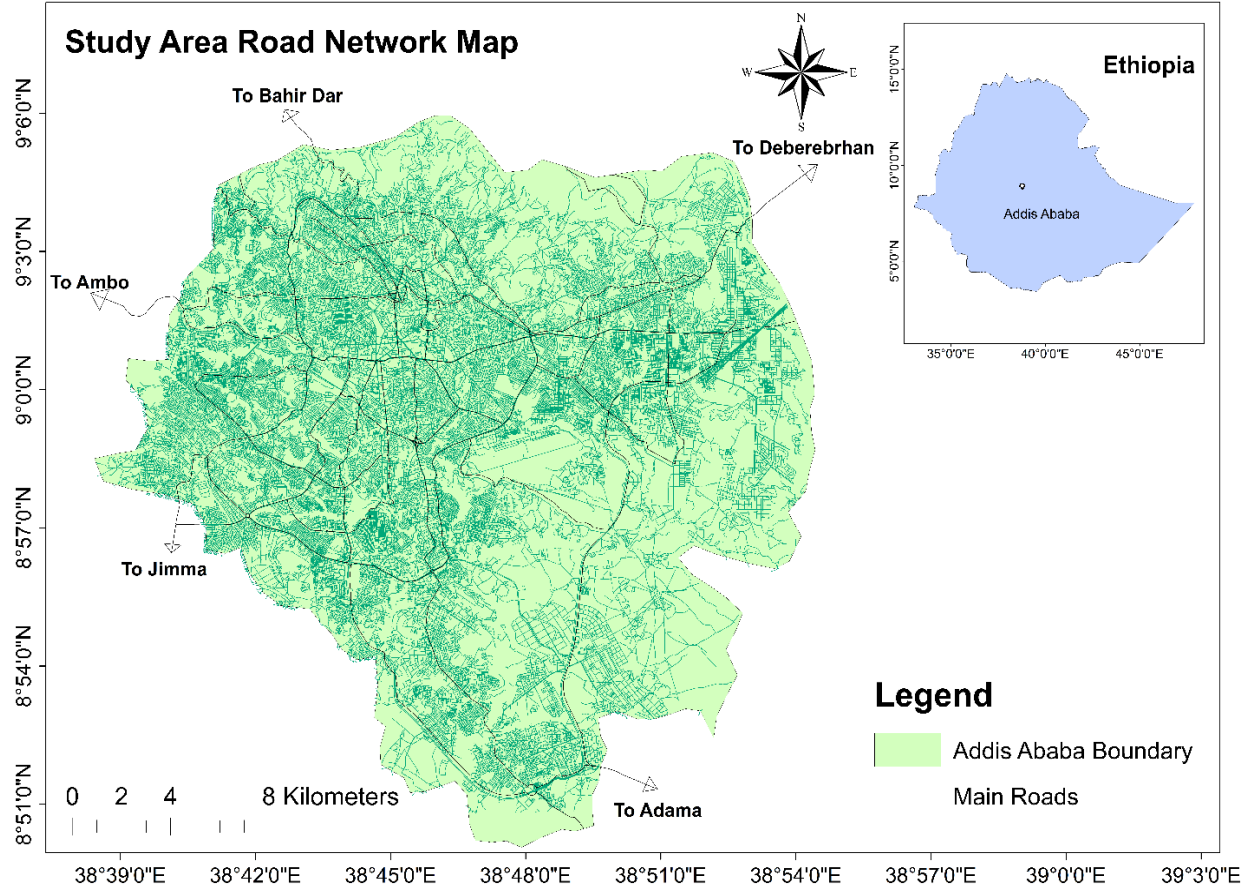 Study Area Road Network Map
N
W
E
S
Ethiopia
To Bahir Dar
To Deberebrhan
To Ambo
To Jimma
To Adama
15°0'0"N
10°0'0"N
5°0'0"N
Addis Ababa
35°0'0"E
40°0'0"E
45°0'0"E
9°6'0"N
9°3'0"N
9°0'0"N
8°57'0"N
8°54'0"N
8°51'0"N
Legend
Addis Ababa Boundary
Main Roads
0 2 4 8 Kilometers
38°39'0"E
38°42'0"E
38°45'0"E
38°48'0"E
38°51'0"E
38°54'0"E
38°57'0"E
39°0'0"E
39°3'0"E